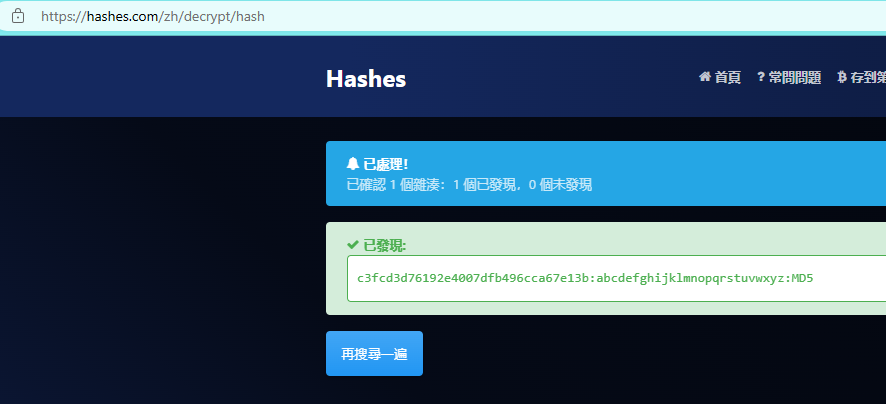 https://hashes.com/zh/decrypt/hash
Hashes
首頁 ? 常問問題 存到第
已處理!
已確認 1 個雜湊：1 個已發現，0 個未發現
已發現:
c3fcd3d76192e4007dfb496cca67e13b:abcdefghijklmnopqrstuvwxyz:MD5
再搜尋一遍